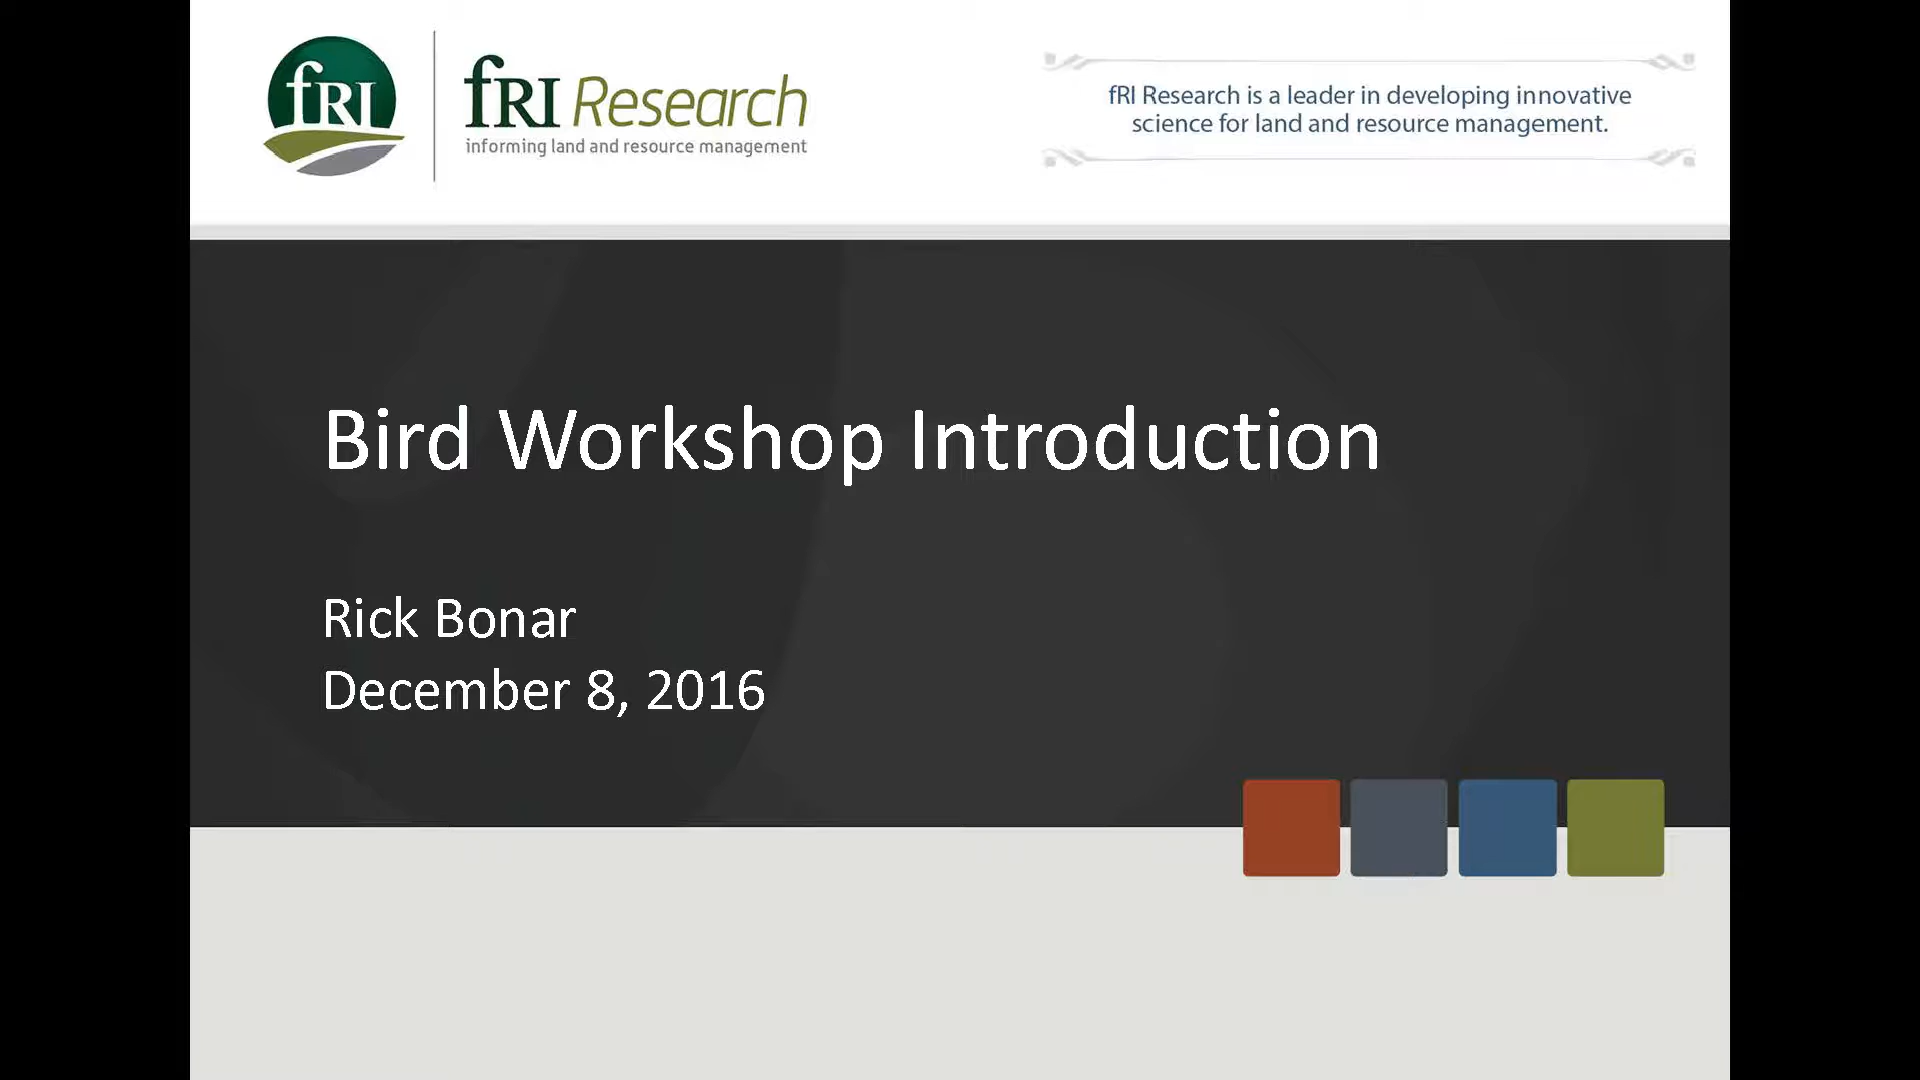 fRI
fRI Research
informing land and resource management
fRI Research is a leader in developing innovative
science for land and resource management.
Bird Workshop Introduction
Rick Bonar
December 8, 2016